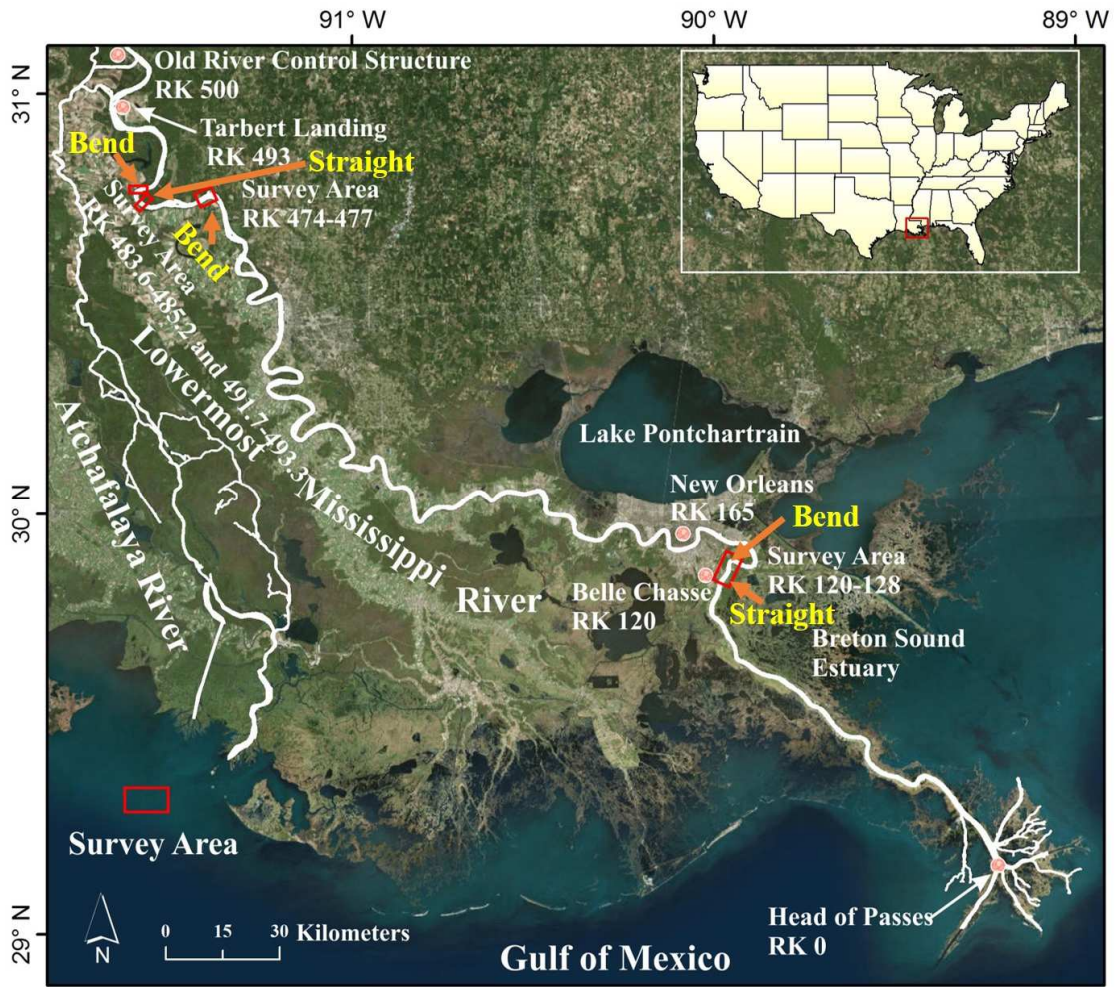 91° W
90° W
89° W
31° N
30° N
29° N
Old River Control Structure
RK 500
Tarbert Landing
RK 493
Bend
Straight
Survey Area
RK 474-477
Bend
Survey Area
RK 483.6-485.2 and 491.7-493.3
Lowermost
Mississippi
River
Atchafalaya River
Lake Pontchartrain
New Orleans
RK 165
Bend
Survey Area
RK 120-128
Belle Chasse
RK 120
Straight
Breton Sound
Estuary
Survey Area
N
0 15 30 Kilometers
Head of Passes
RK 0
Gulf of Mexico